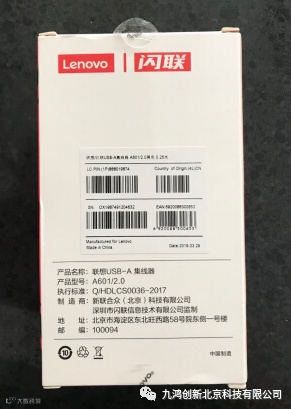 Lenovo 闪联
Country of Origin (4L):CN
Manufactured for Lenovo
Made in China
产品名称: 联想USB-A 集线器
产品型号: A601/2.0
执行标准: Q/HDLCS0036-2017
制 造 商: 新联合众（北京）科技有限公司
深圳市闪联信息技术有限公司监制
地 址: 北京市海淀区东北旺西路58号院东侧一号楼
邮 编: 100094
中国制造
九鸿创新北京科技有限公司